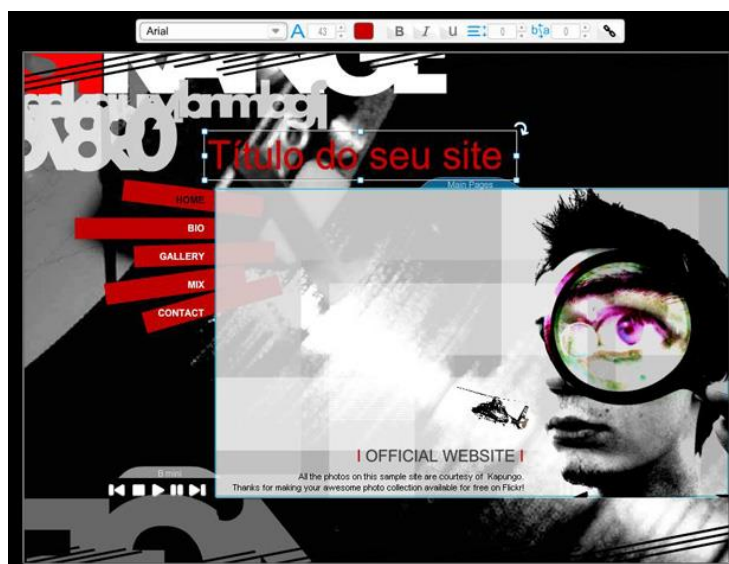 Arial
43
B I U
0
b a
0
Título do seu site
Main Pages
HOME
BIO
GALLERY
MIX
CONTACT
I OFFICIAL WEBSITE I
All the photos on this sample site are courtesy of Kapungo.
Thanks for making your awesome photo collection available for free on Flickr!
B mini